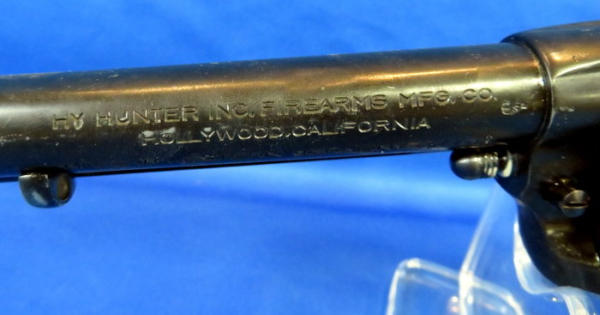 HY HUNTER INC. FIREARMS MFG. CO.
HOLLYWOOD, CALIFORNIA